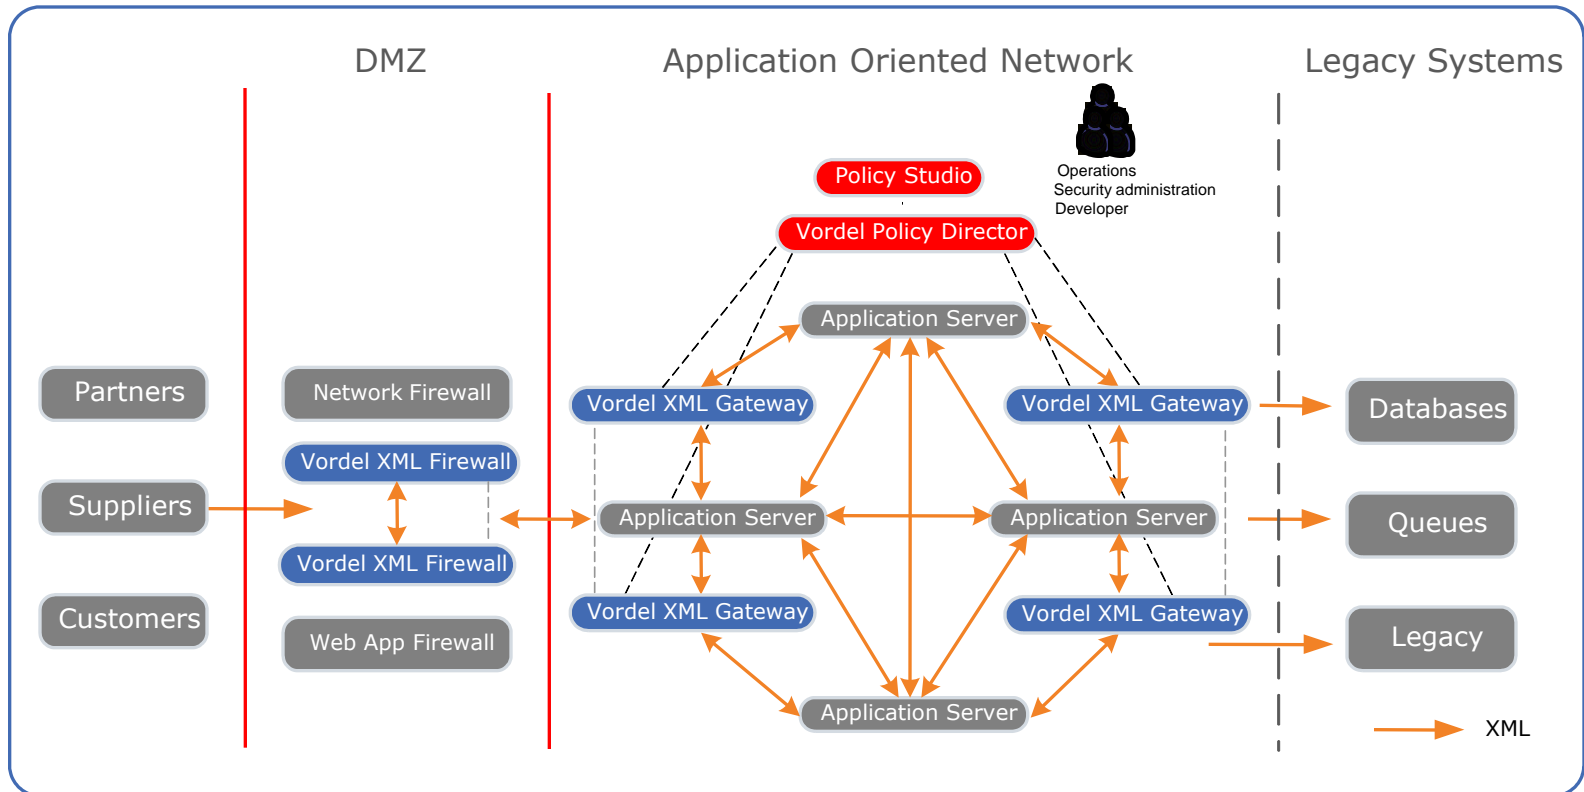 DMZ
Application Oriented Network
Legacy Systems
Operations
Security administration
Developer
Policy Studio
Vordel Policy Director
Application Server
Partners
Network Firewall
Vordel XML Gateway
Vordel XML Gateway
Databases
Vordel XML Firewall
Suppliers
Application Server
Application Server
Queues
Vordel XML Firewall
Customers
Vordel XML Gateway
Vordel XML Gateway
Web App Firewall
Legacy
Application Server
XML